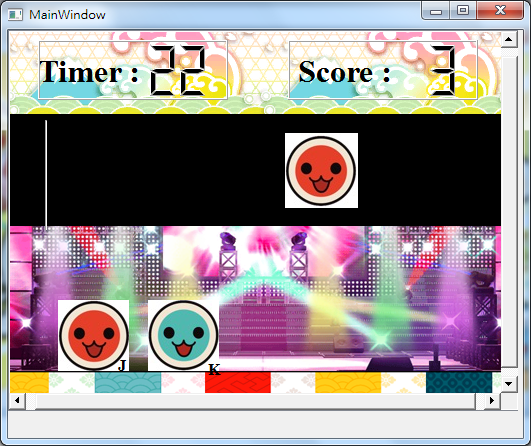 MainWindow
Timer : 22
Score : 3
J
K